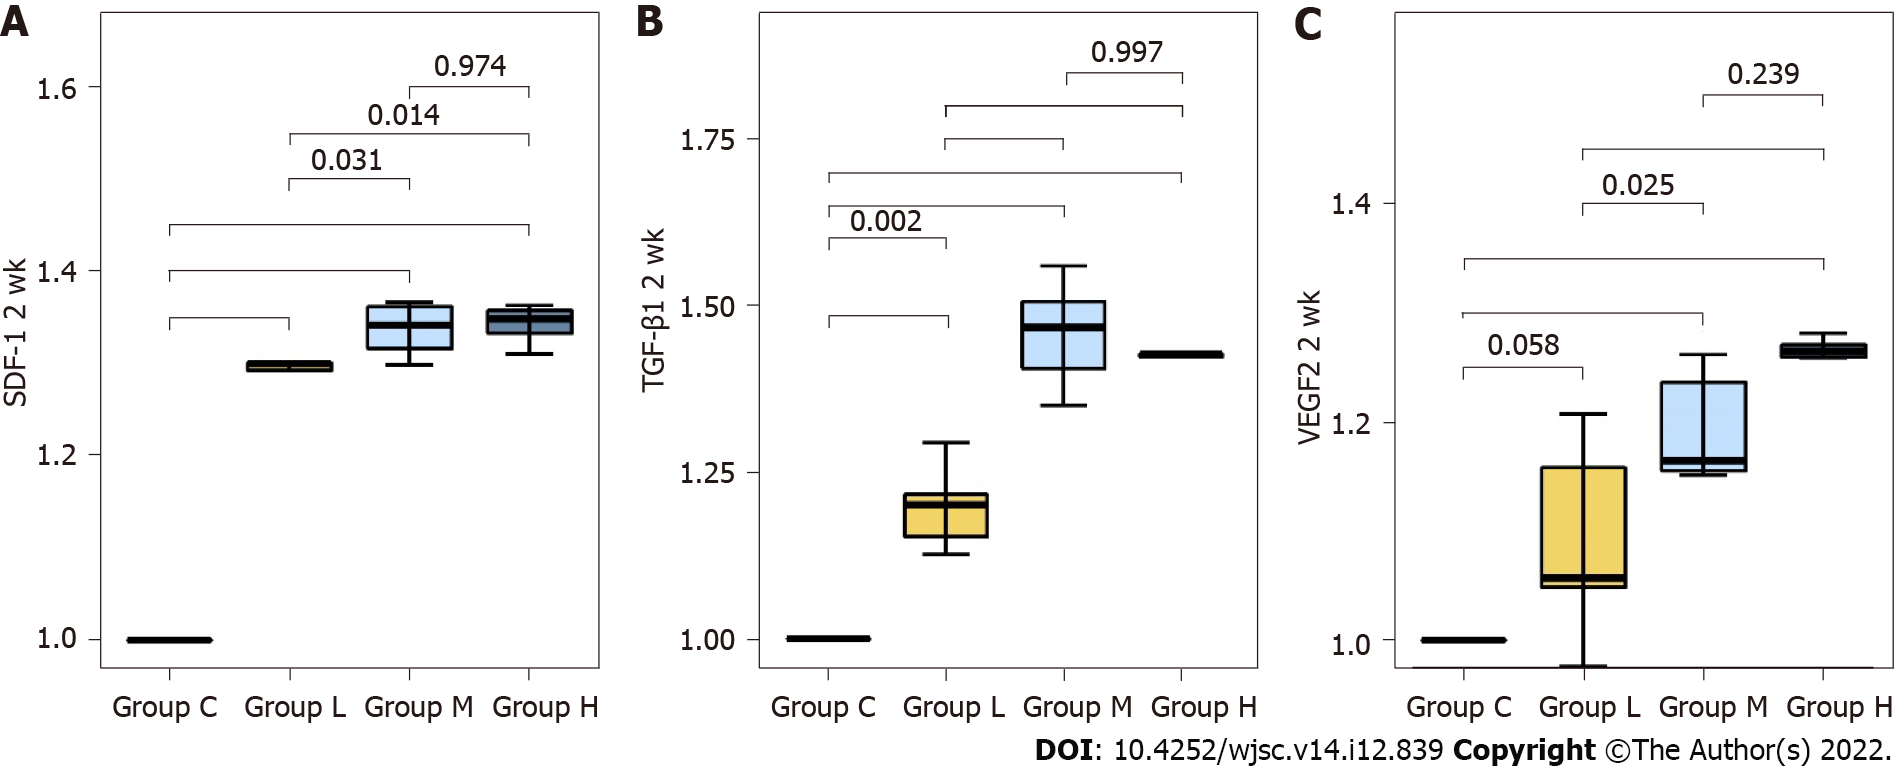 A
SDF-1 2 wk
1.6
1.4
1.2
1.0
0.974
0.014
0.031
Group C Group L Group M Group H
B
TGF-β1 2 wk
1.75
1.50
1.25
1.00
0.997
0.002
Group C Group L Group M Group H
C
VEGF2 2 wk
1.4
1.2
1.0
0.239
0.025
0.058
Group C Group L Group M Group H
DOI: 10.4252/wjsc.v14.i12.839 Copyright ©The Author(s) 2022.